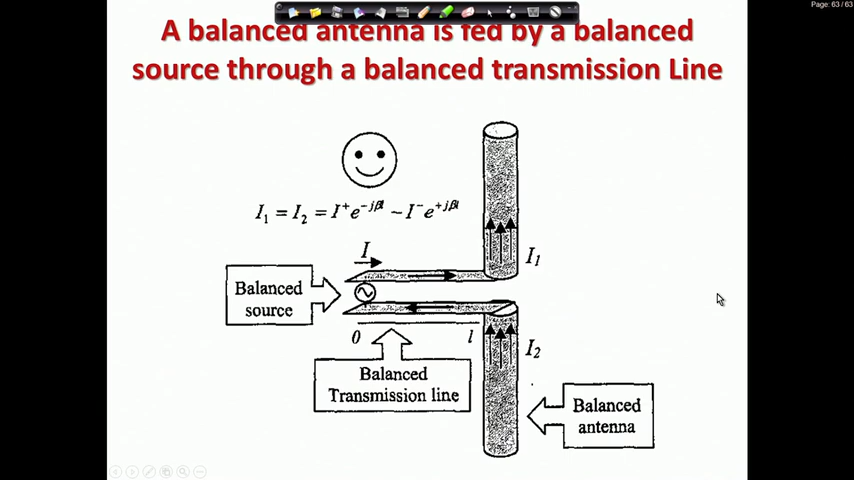 Page: 63 / 63
A balanced antenna is fed by a balanced
source through a balanced transmission Line
I₁ = I₂ = I⁺e^{-jβl} − I⁻e^{+jβl}
I
I₁
Balanced
source
0
l
I₂
Balanced
Transmission line
Balanced
antenna